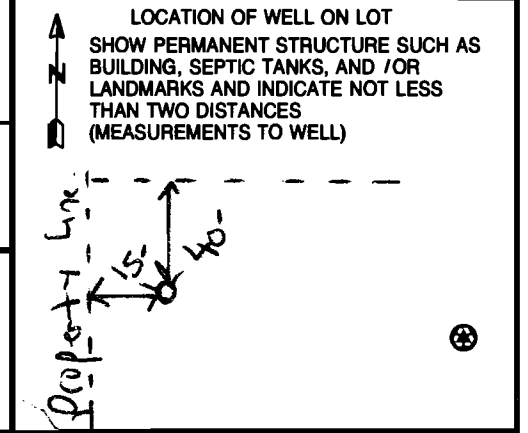 LOCATION OF WELL ON LOT
SHOW PERMANENT STRUCTURE SUCH AS
BUILDING, SEPTIC TANKS, AND /OR
LANDMARKS AND INDICATE NOT LESS
THAN TWO DISTANCES
(MEASUREMENTS TO WELL)
N
Property Line
15'
40'